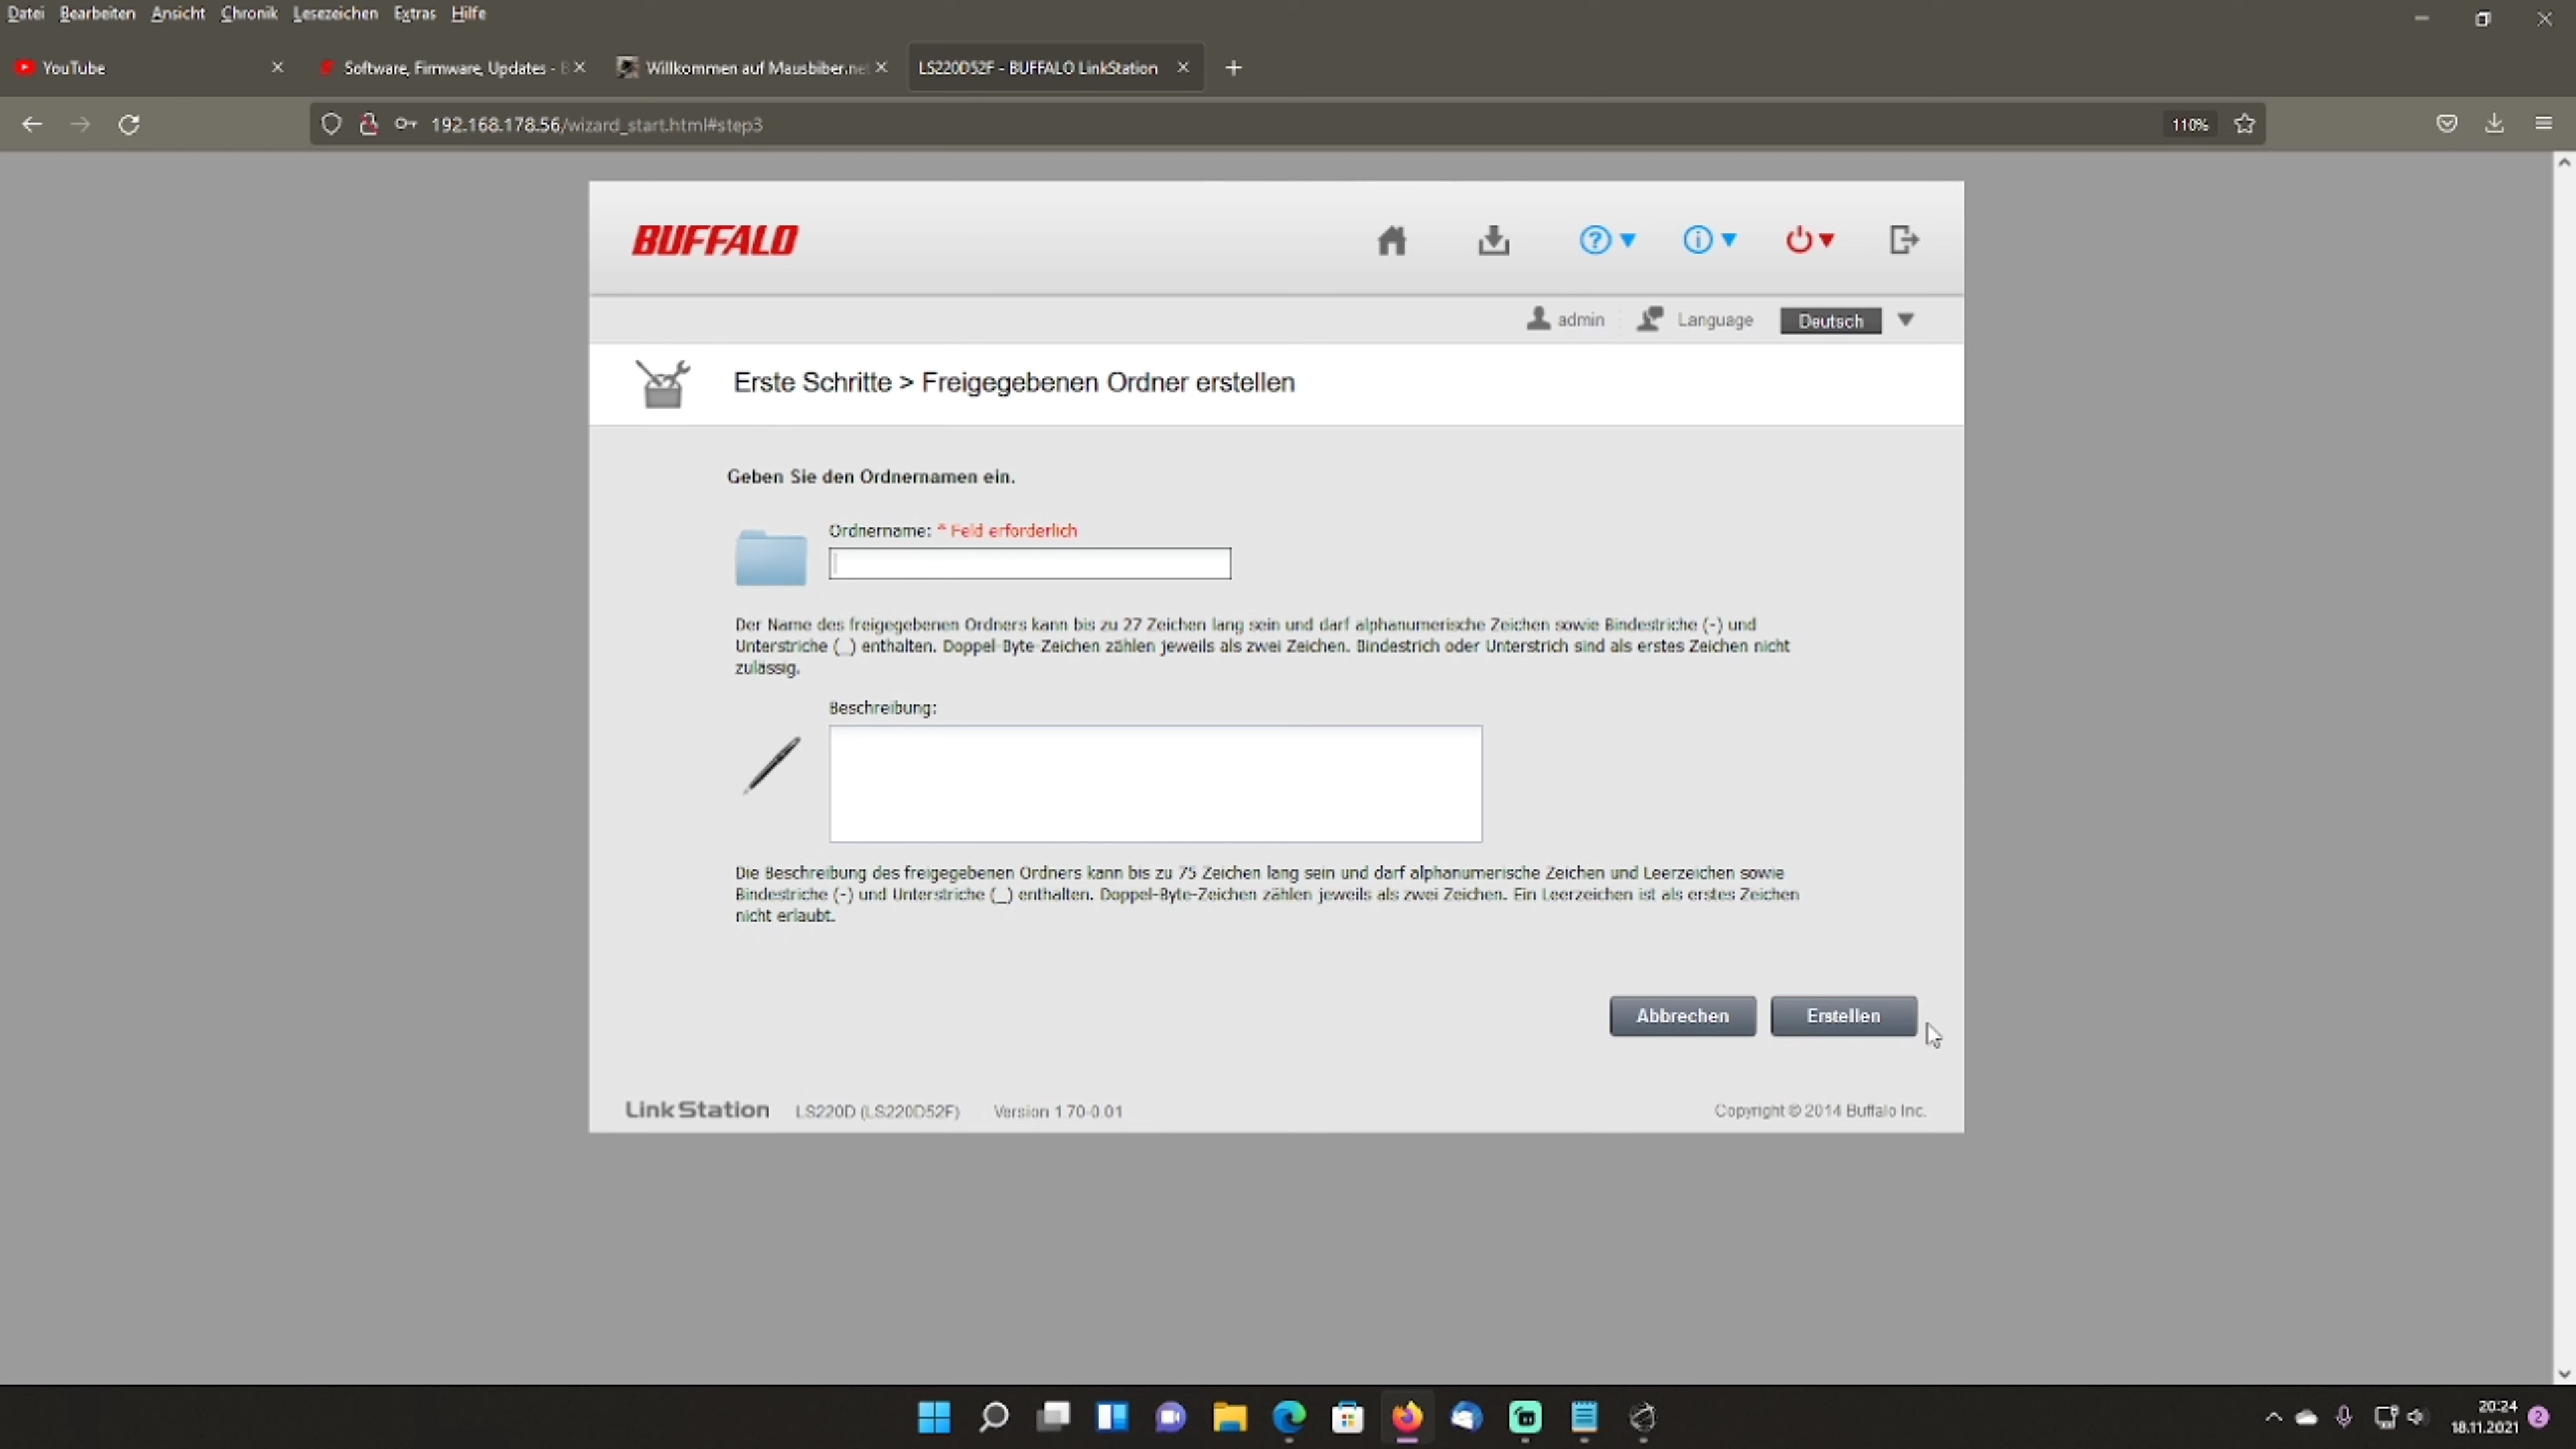 Datei Bearbeiten Ansicht Chronik Lesezeichen Extras Hilfe
YouTube
Software, Firmware, Updates - B
Willkommen auf Mausbiber.net
LS220D52F - BUFFALO LinkStation
192.168.178.56/wizard_start.html#step3
110%
BUFFALO
admin
Language
Deutsch
Erste Schritte > Freigegebenen Ordner erstellen
Geben Sie den Ordnernamen ein.
Ordnername: * Feld erforderlich
Der Name des freigegebenen Ordners kann bis zu 27 Zeichen lang sein und darf alphanumerische Zeichen sowie Bindestriche (-) und
Unterstriche (_) enthalten. Doppel-Byte-Zeichen zählen jeweils als zwei Zeichen. Bindestrich oder Unterstrich sind als erstes Zeichen nicht
zulässig.
Beschreibung:
Die Beschreibung des freigegebenen Ordners kann bis zu 75 Zeichen lang sein und darf alphanumerische Zeichen und Leerzeichen sowie
Bindestriche (-) und Unterstriche (_) enthalten. Doppel-Byte-Zeichen zählen jeweils als zwei Zeichen. Ein Leerzeichen ist als erstes Zeichen
nicht erlaubt.
Abbrechen
Erstellen
LinkStation LS220D (LS220D52F) Version 1.70-0.01
Copyright © 2014 Buffalo Inc.
20:24
18.11.2021
2